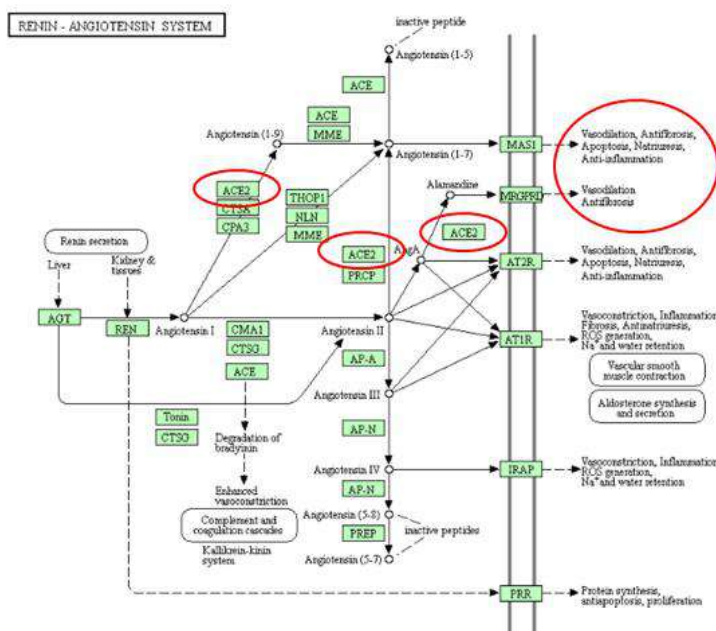 RENIN - ANGIOTENSIN SYSTEM
inactive peptide
Angiotensin (1-5)
ACE
ACE
MME
Angiotensin (1-9)
Angiotensin (1-7)
MAS1
Vasodilation, Antifibrosis,
Apoptosis, Natriuresis,
Anti-inflammation
ACE2
CTSA
CPA3
THOP1
NLN
MME
Alamandine
MRGPRD
Vasodilation
Antifibrosis
ACE2
Renin secretion
Liver
Kidney &
tissues
ACE2
PRCP
AngA
AT2R
Vasodilation, Antifibrosis,
Apoptosis, Natriuresis,
Anti-inflammation
AGT
REN
Angiotensin I
CMA1
CTSG
ACE
Angiotensin II
AT1R
Vasoconstriction, Inflammation,
Fibrosis, Antinatriuresis,
ROS generation,
Na+ and water retention
Vascular smooth
muscle contraction
Aldosterone synthesis
and secretion
AP-A
Angiotensin III
Tonin
CTSG
Degradation of
bradykinin
AP-N
Enhanced
vasoconstriction
Complement and
coagulation cascades
Kallikrein-kinin
system
Angiotensin IV
IRAP
Vasoconstriction, Inflammation,
ROS generation,
Na+ and water retention
AP-N
Angiotensin (5-8)
PREP
inactive peptides
Angiotensin (5-7)
PRR
Protein synthesis,
antiapoptosis, proliferation